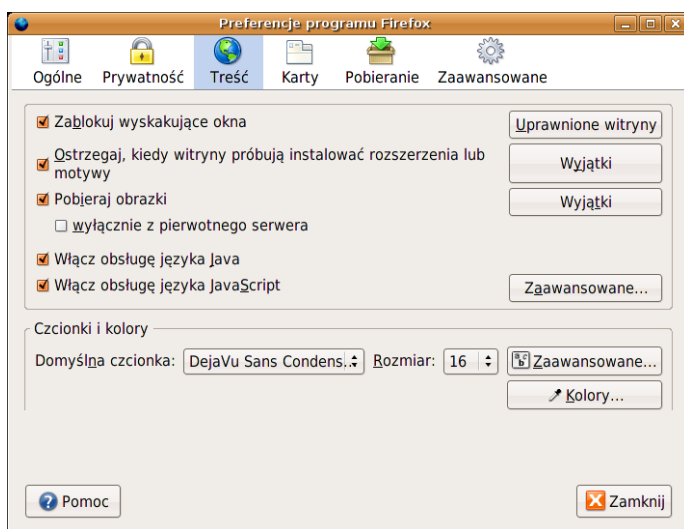 Preferencje programu Firefox
Ogólne Prywatność Treść Karty Pobieranie Zaawansowane
Zablokuj wyskakujące okna Uprawnione witryny
Ostrzegaj, kiedy witryny próbują instalować rozszerzenia lub
motywy Wyjątki
Pobieraj obrazki Wyjątki
wyłącznie z pierwotnego serwera
Włącz obsługę języka Java
Włącz obsługę języka JavaScript Zaawansowane...
Czcionki i kolory
Domyślna czcionka: DejaVu Sans Condens... Rozmiar: 16 Zaawansowane...
Kolory...
Pomoc Zamknij